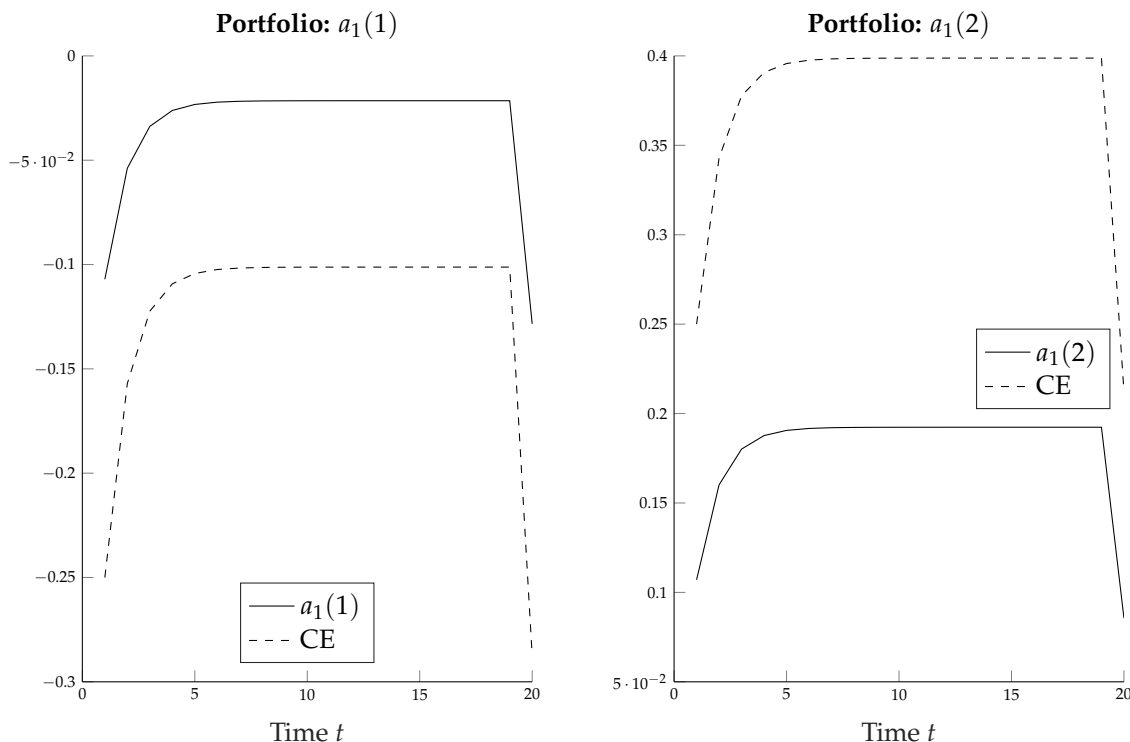 Portfolio: a₁(1)
0
−5 · 10⁻²
−0.1
−0.15
−0.2
−0.25
−0.3
0
5
10
15
20
a₁(1)
CE
Time t
Portfolio: a₁(2)
0.4
0.35
0.3
0.25
0.2
0.15
0.1
5 · 10⁻²
0
5
10
15
20
a₁(2)
CE
Time t